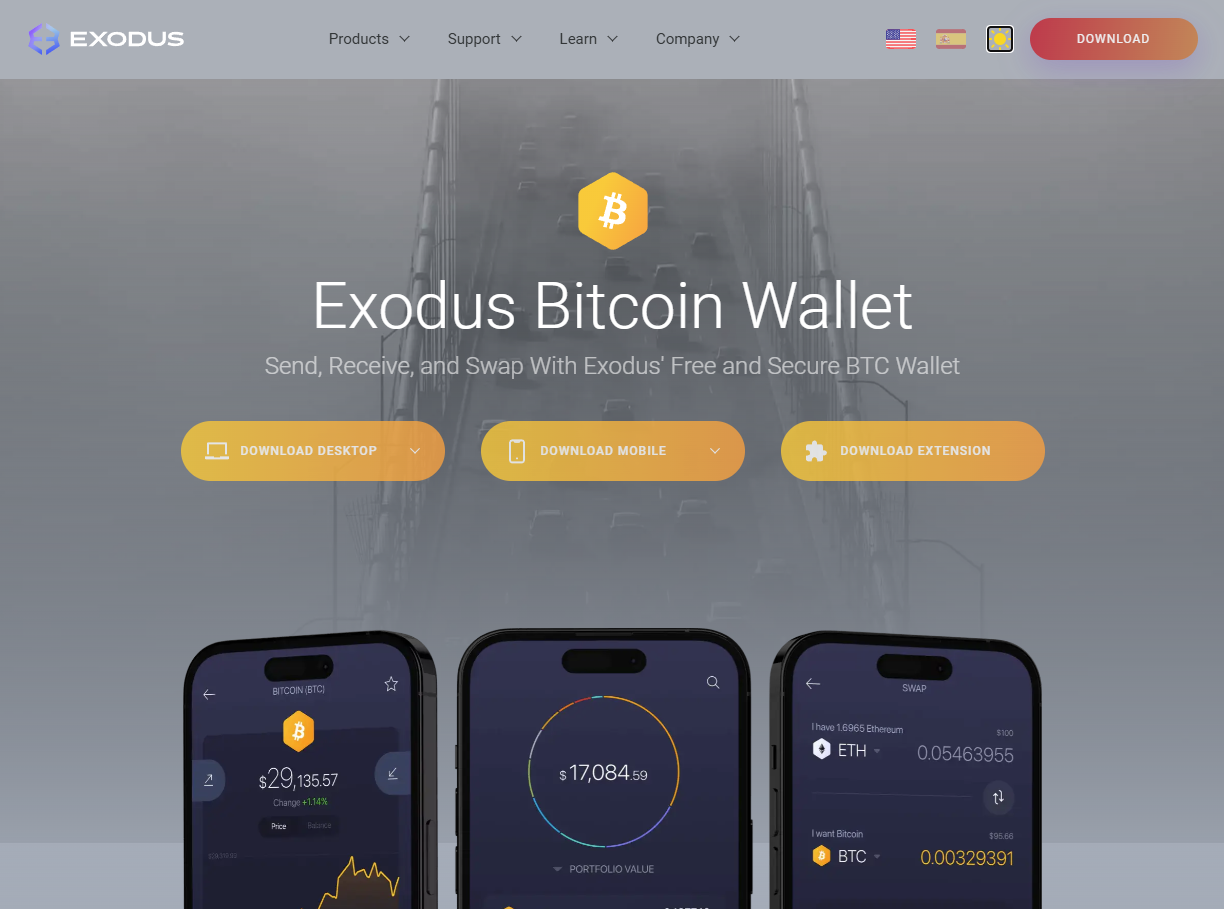 EXODUS
Products
Support
Learn
Company
DOWNLOAD
Exodus Bitcoin Wallet
Send, Receive, and Swap With Exodus' Free and Secure BTC Wallet
DOWNLOAD DESKTOP
DOWNLOAD MOBILE
DOWNLOAD EXTENSION
BITCOIN (BTC)
$29,135.57
Change +1.14%
Price
Balance
$ 17,084.59
PORTFOLIO VALUE
SWAP
I have 1.6965 Ethereum
$100
ETH
0.05463955
I want Bitcoin
$95.66
BTC
0.00329391